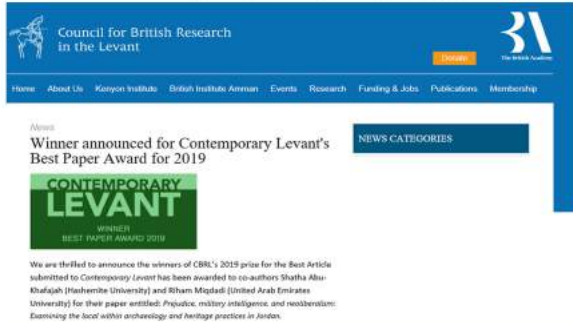 Council for British Research
in the Levant
Donate
The British Academy
Home About Us Kenyon Institute British Institute Amman Events Research Funding & Jobs Publications Membership
News
Winner announced for Contemporary Levant's
Best Paper Award for 2019
NEWS CATEGORIES
CONTEMPORARY
LEVANT
WINNER
BEST PAPER AWARD 2019
We are thrilled to announce the winners of CBRL's 2019 prize for the Best Article
submitted to Contemporary Levant has been awarded to co-authors Shatha Abu-
Khafajah (Hashemite University) and Riham Miqdadi (United Arab Emirates
University) for their paper entitled: Prejudice, military intelligence, and neoliberalism:
Examining the local within archaeology and heritage practices in Jordan.